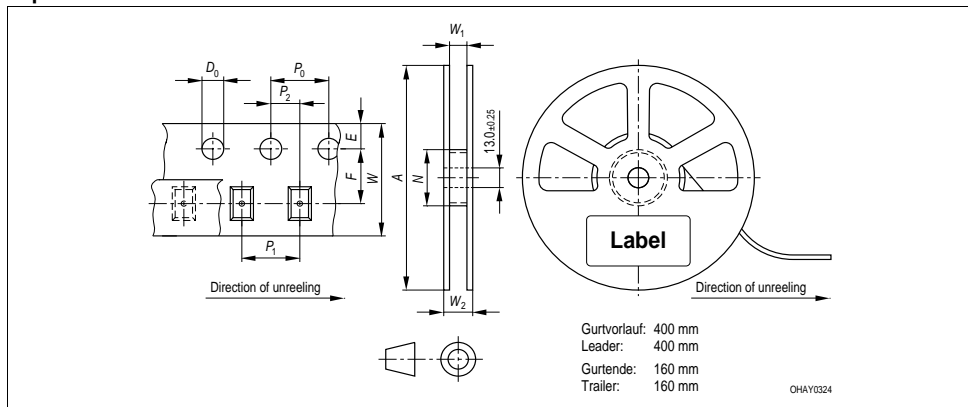 W₁
D₀
P₀
P₂
E
F
W
A
N
13.0±0.25
Label
P₁
Direction of unreeling
W₂
Direction of unreeling
Gurtvorlauf: 400 mm
Leader: 400 mm
Gurtende: 160 mm
Trailer: 160 mm
OHAY0324